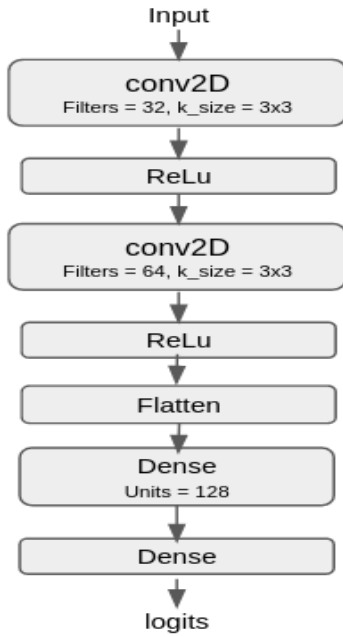 Input
conv2D
Filters = 32, k_size = 3x3
ReLu
conv2D
Filters = 64, k_size = 3x3
ReLu
Flatten
Dense
Units = 128
Dense
logits